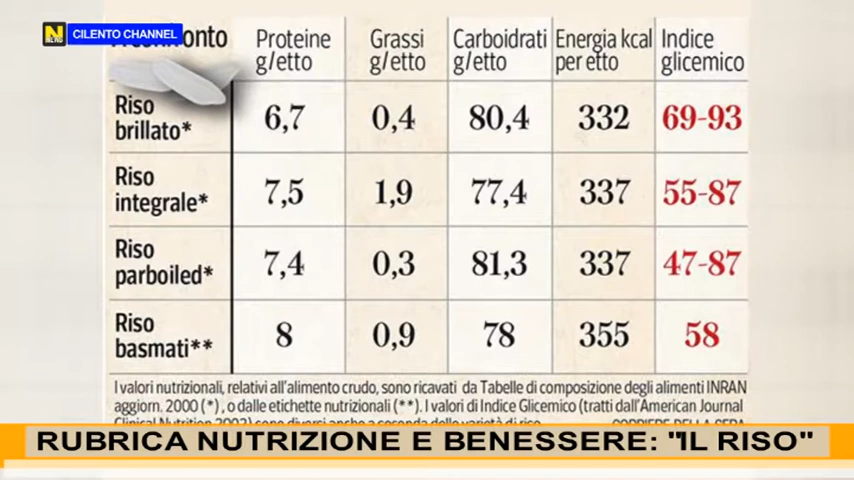 CILENTO CHANNEL
Proteine g/etto
Grassi g/etto
Carboidrati g/etto
Energia kcal per etto
Indice glicemico
Riso brillato* 6,7 0,4 80,4 332 69-93
Riso integrale* 7,5 1,9 77,4 337 55-87
Riso parboiled* 7,4 0,3 81,3 337 47-87
Riso basmati** 8 0,9 78 355 58
I valori nutrizionali, relativi all'alimento crudo, sono ricavati da Tabelle di composizione degli alimenti INRAN
aggiorn. 2000 (*), o dalle etichette nutrizionali (**). I valori di Indice Glicemico (tratti dall'American Journal
RUBRICA NUTRIZIONE E BENESSERE: "IL RISO"